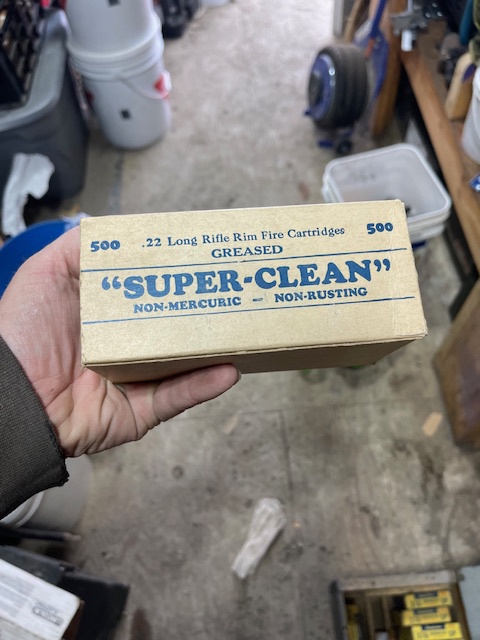 500 .22 Long Rifle Rim Fire Cartridges 500
GREASED
"SUPER-CLEAN"
NON-MERCURIC — NON-RUSTING